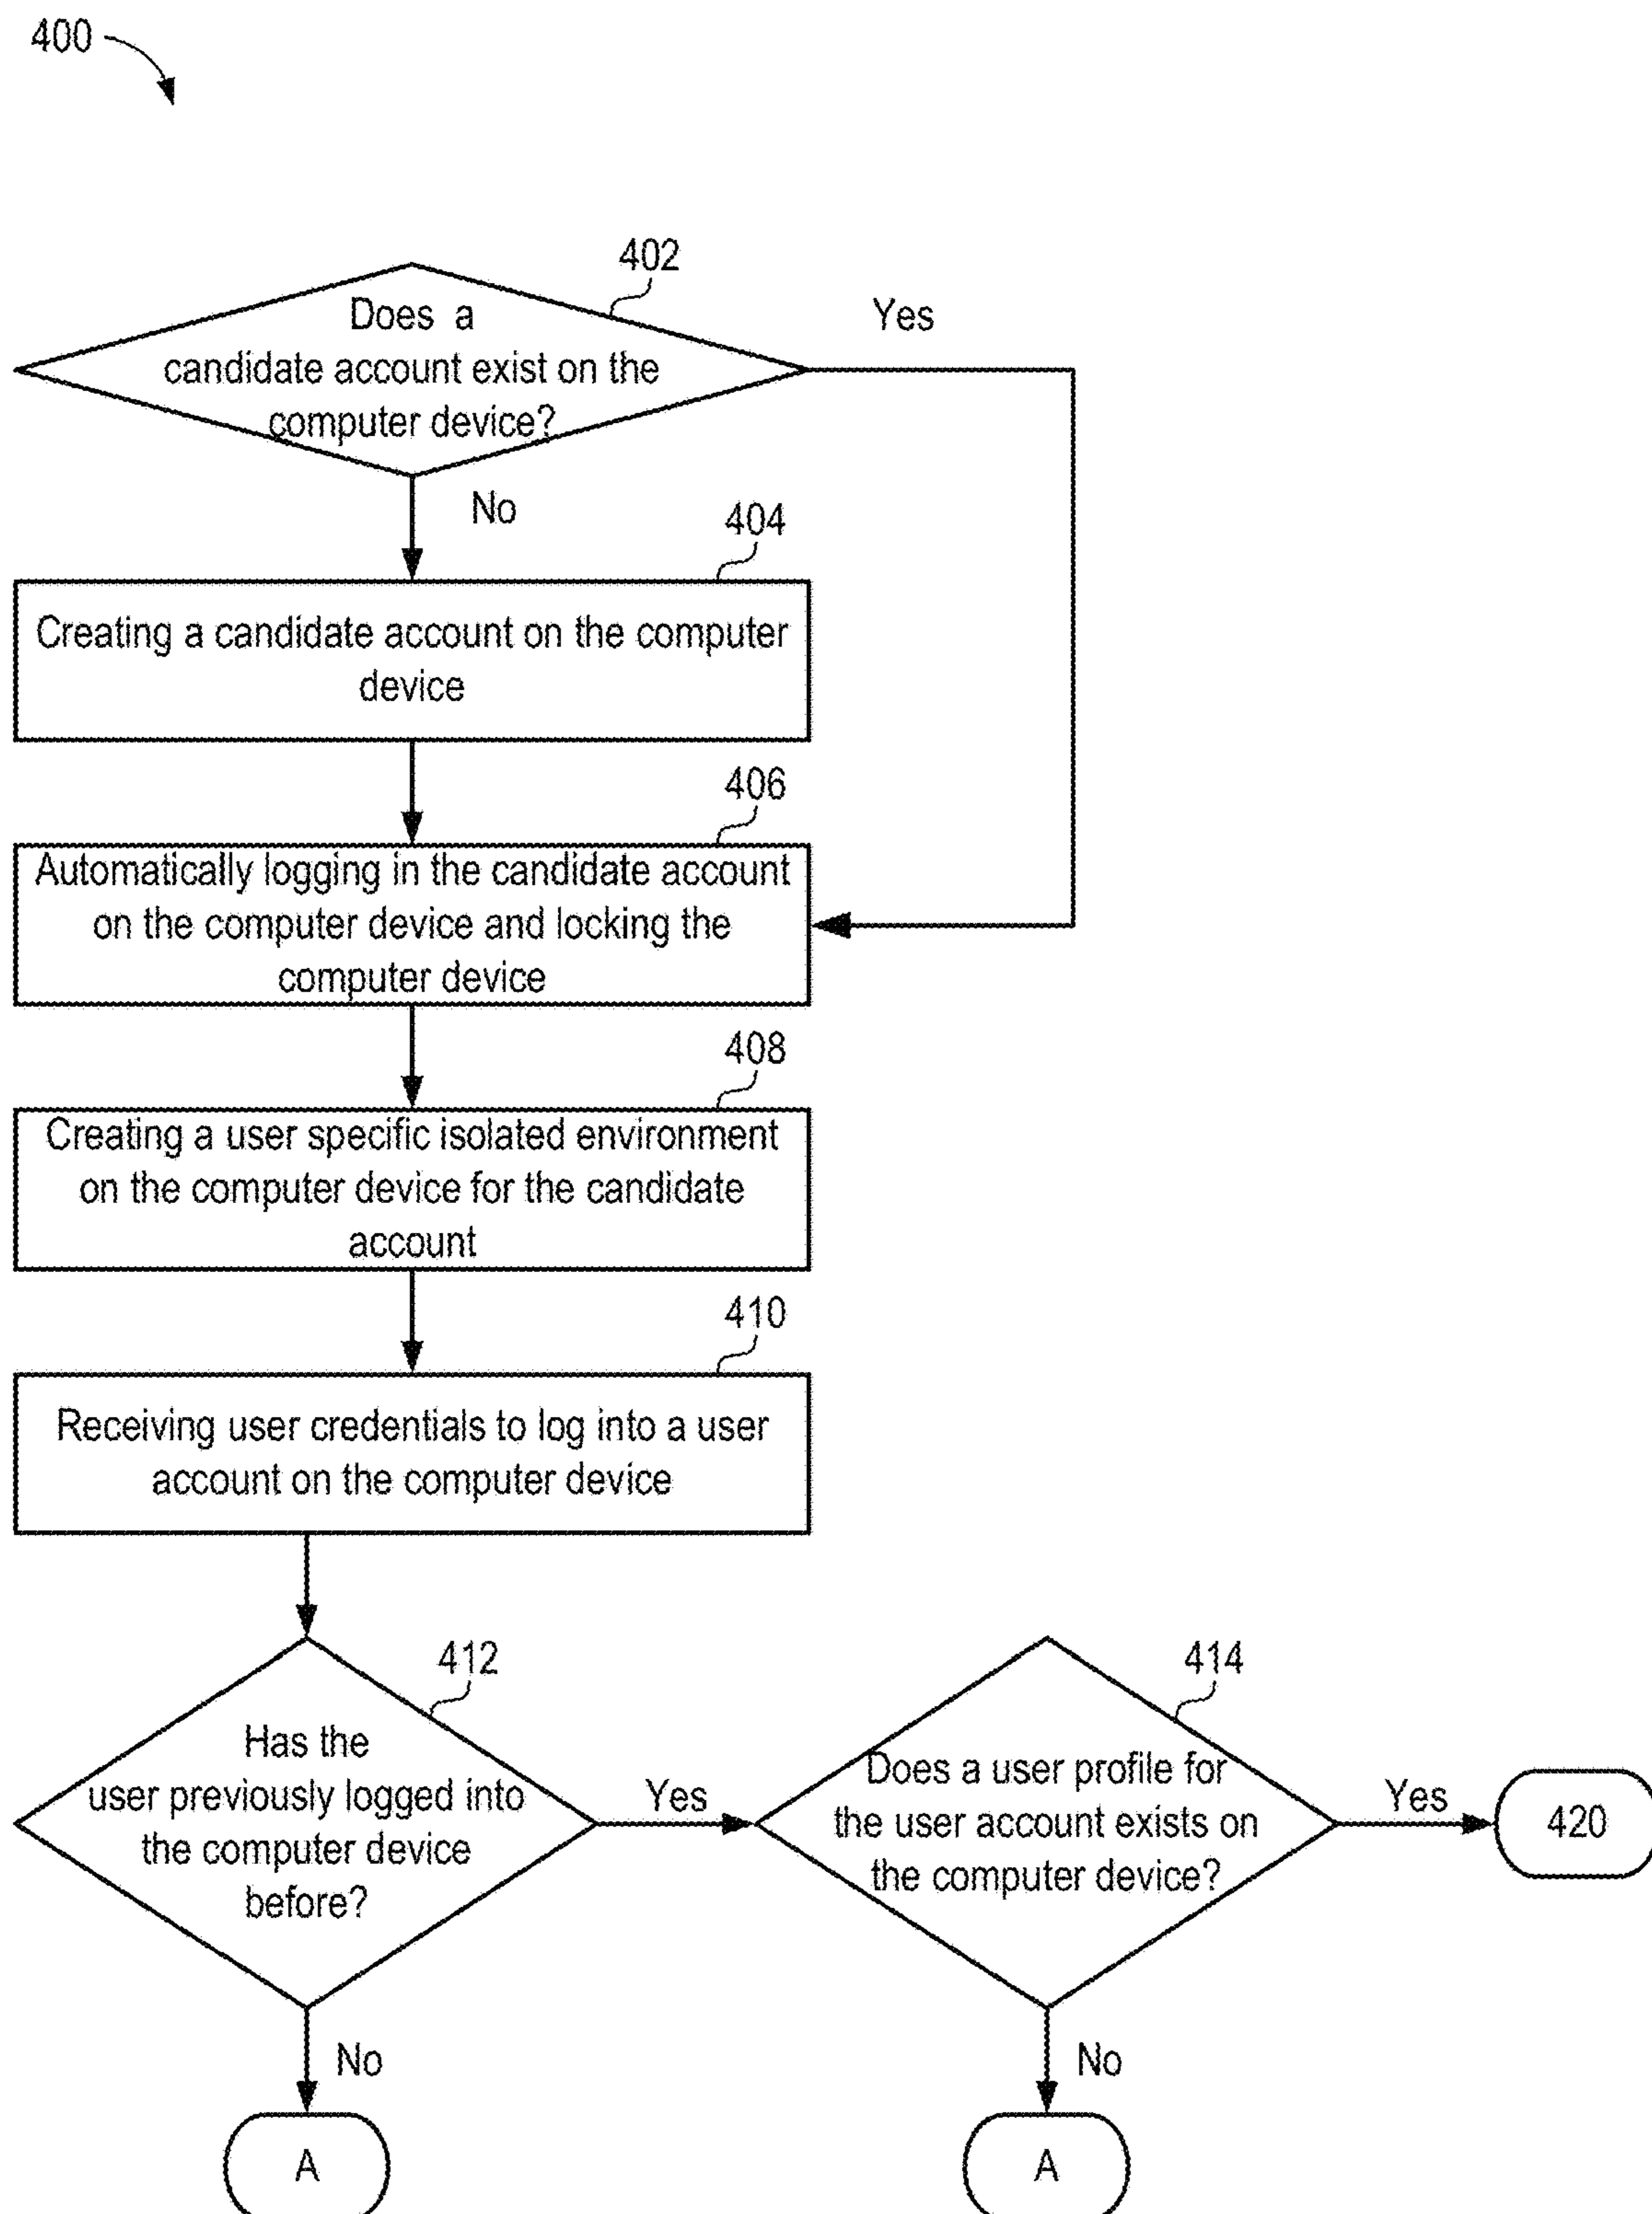 400
402
Does a
candidate account exist on the
computer device?
Yes
No
404
Creating a candidate account on the computer
device
406
Automatically logging in the candidate account
on the computer device and locking the
computer device
408
Creating a user specific isolated environment
on the computer device for the candidate
account
410
Receiving user credentials to log into a user
account on the computer device
412
Has the
user previously logged into
the computer device
before?
Yes
No
A
414
Does a user profile for
the user account exists on
the computer device?
Yes
420
No
A